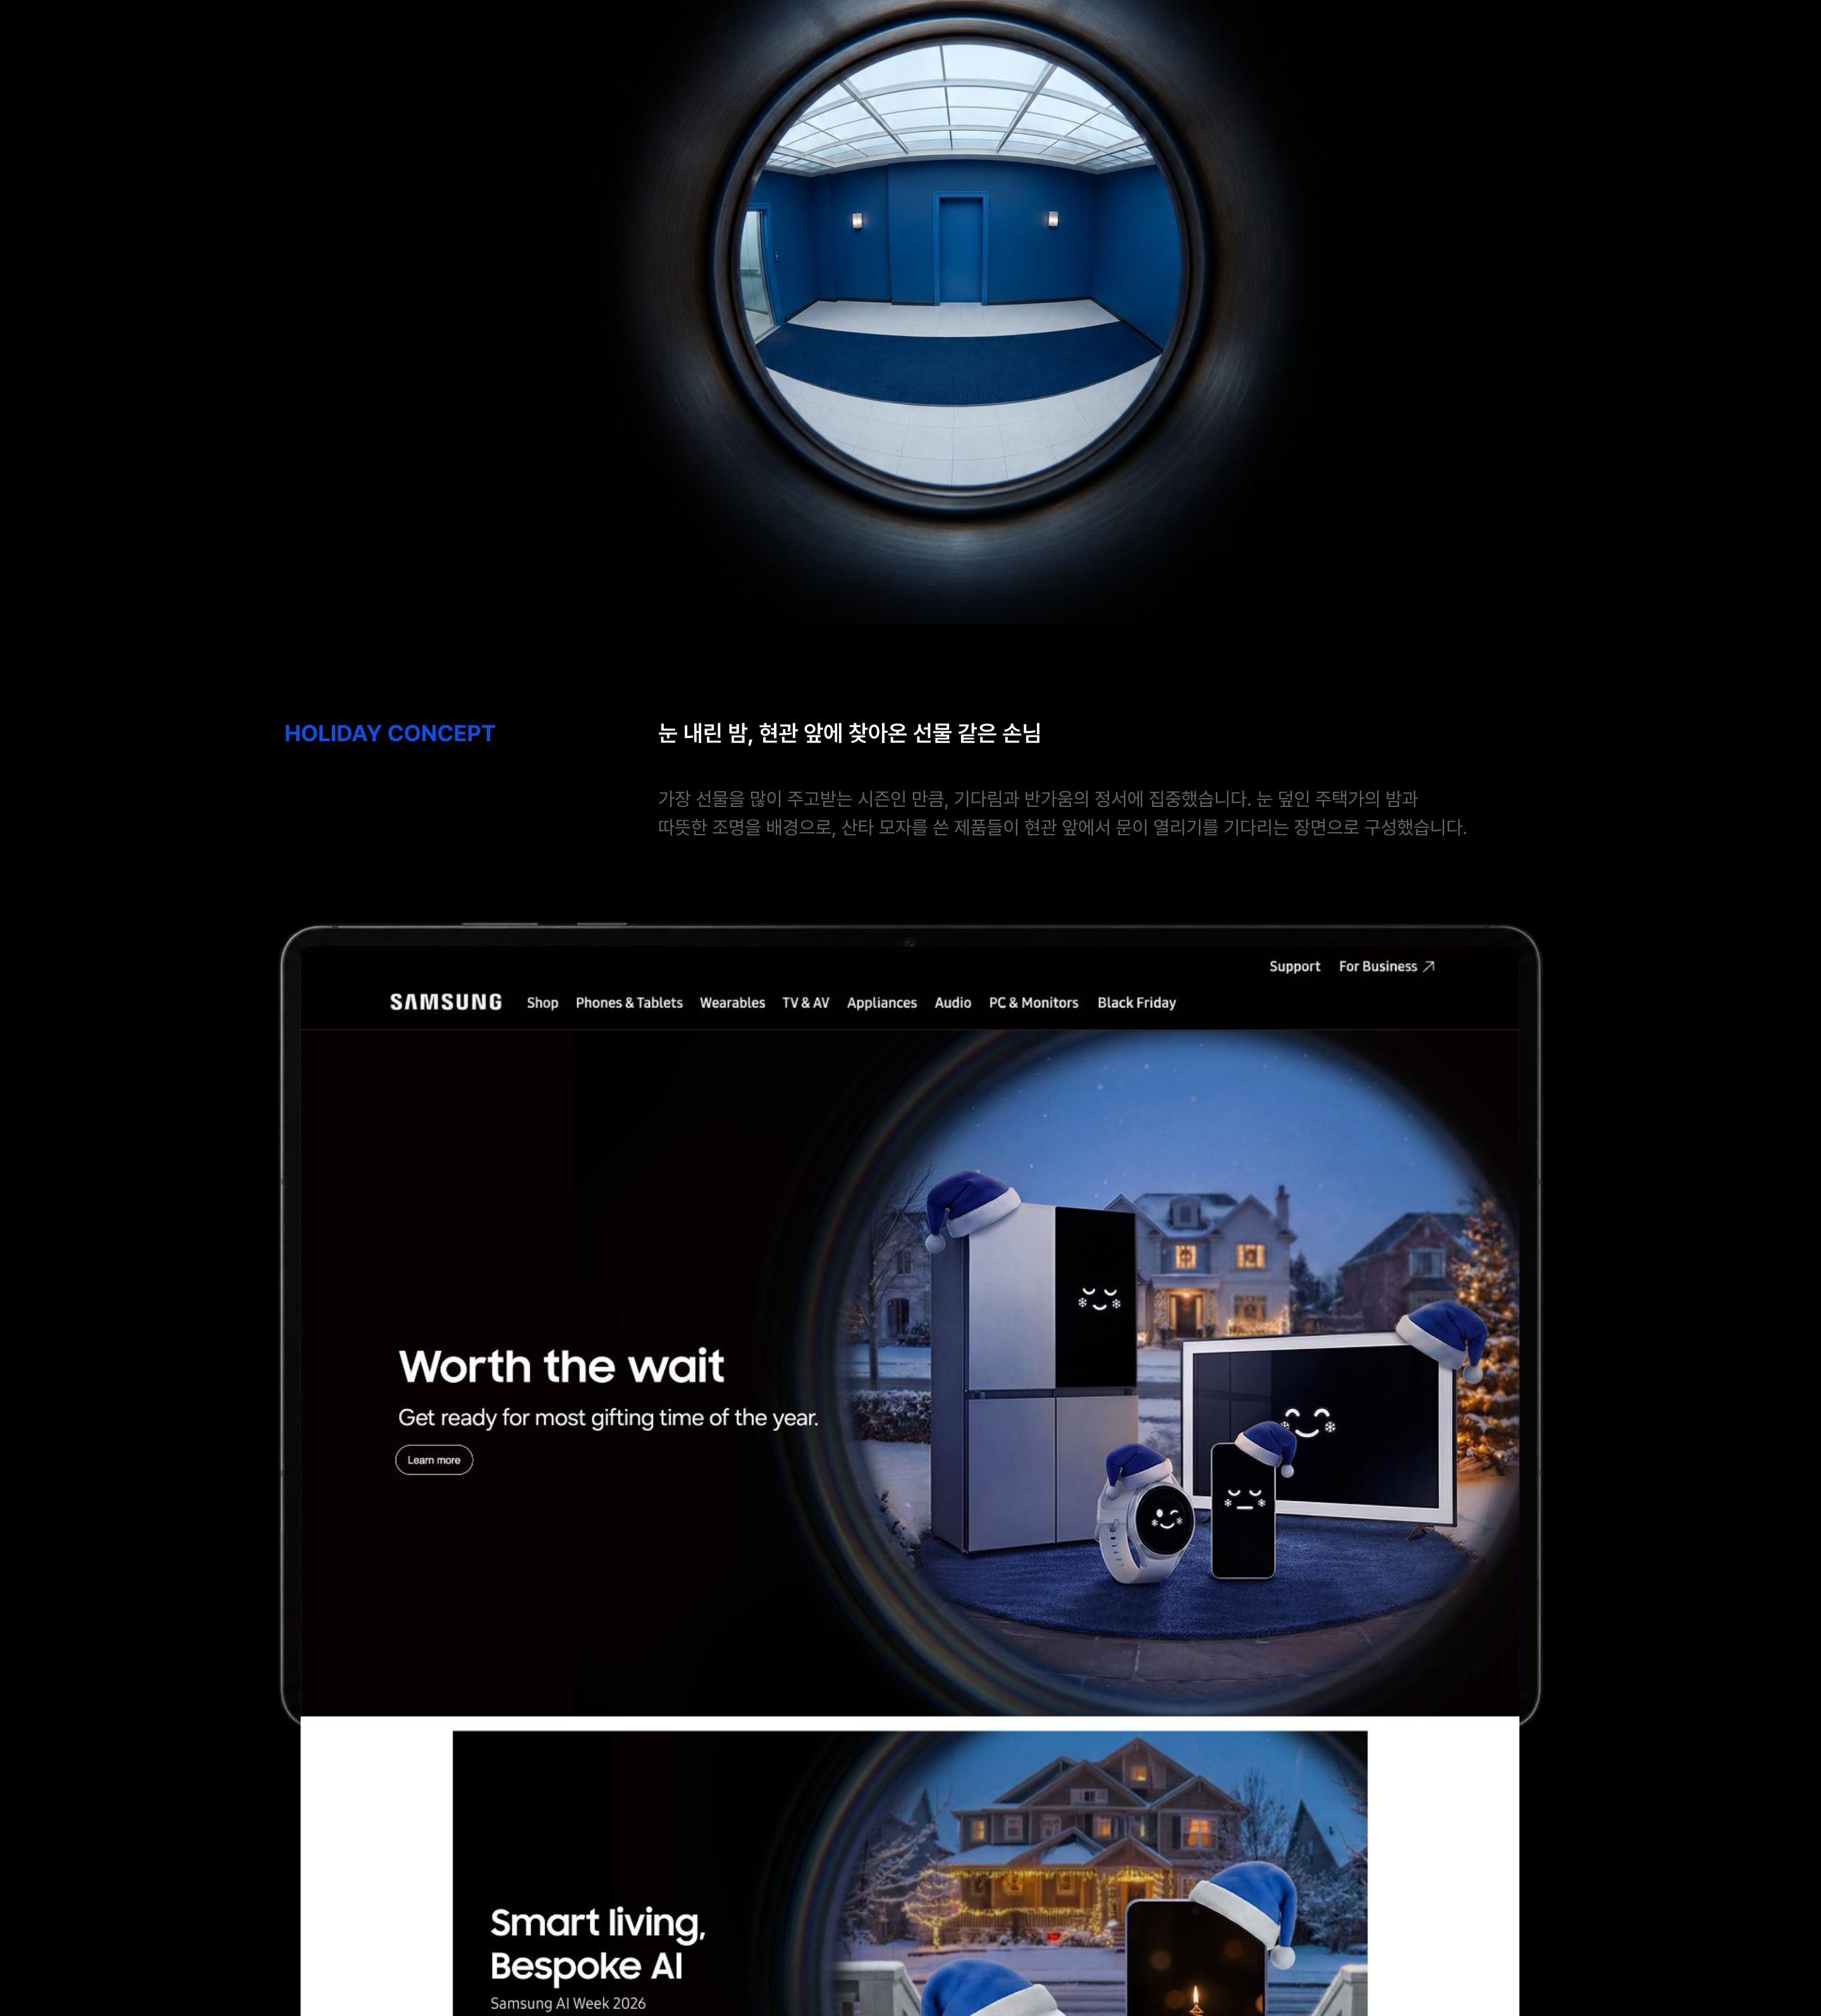 HOLIDAY CONCEPT
눈 내린 밤, 현관 앞에 찾아온 선물 같은 손님
가장 선물을 많이 주고받는 시즌인 만큼, 기다림과 반가움의 정서에 집중했습니다. 눈 덮인 주택가의 밤과
따뜻한 조명을 배경으로, 산타 모자를 쓴 제품들이 현관 앞에서 문이 열리기를 기다리는 장면으로 구성했습니다.
Support For Business
SAMSUNG Shop Phones & Tablets Wearables TV & AV Appliances Audio PC & Monitors Black Friday
Worth the wait
Get ready for most gifting time of the year.
Learn more
Smart living,
Bespoke AI
Samsung AI Week 2026